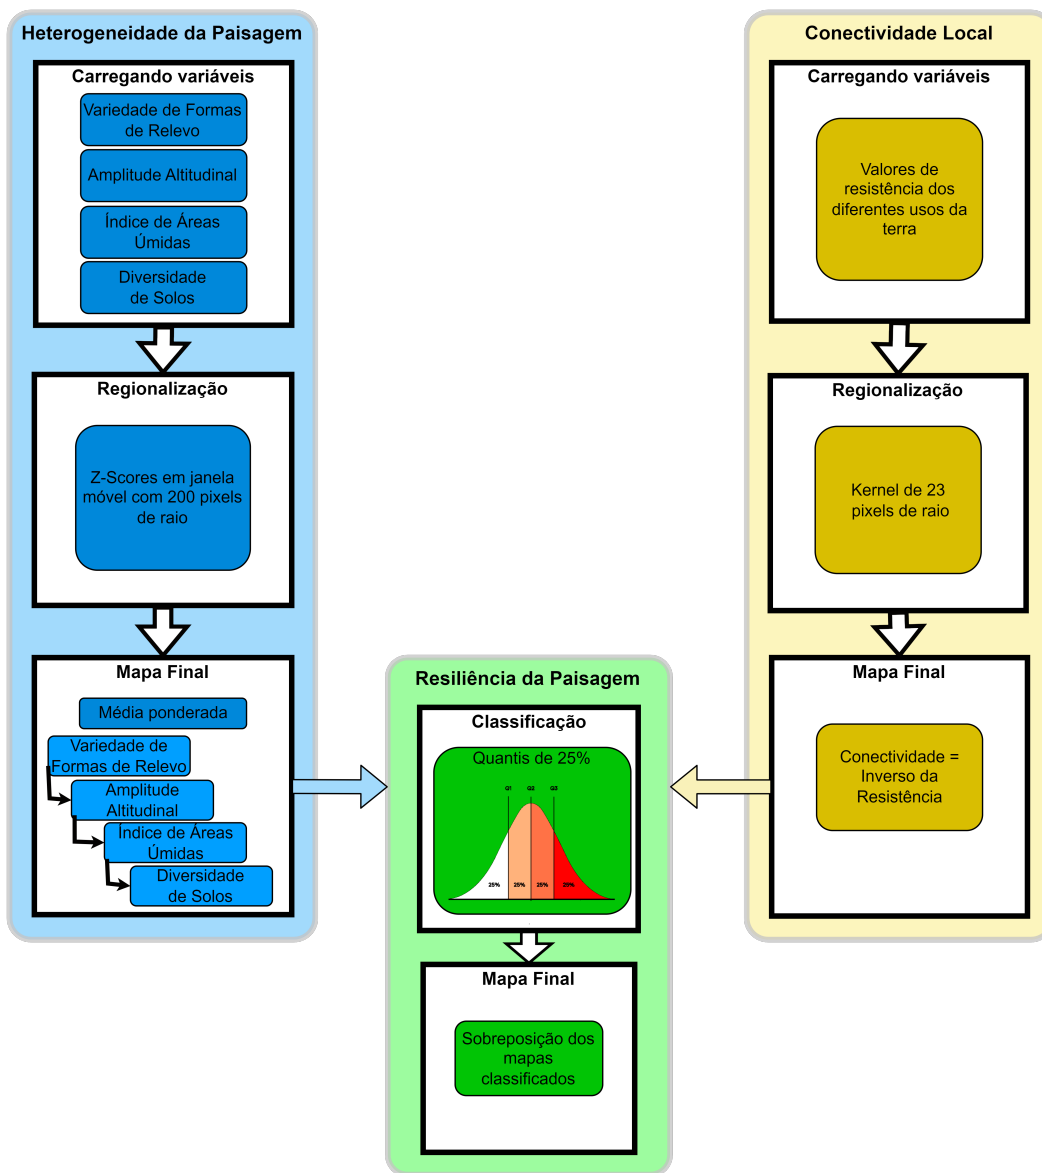 Heterogeneidade da Paisagem
Carregando variáveis
Variedade de Formas
de Relevo
Amplitude Altitudinal
Índice de Áreas
Úmidas
Diversidade
de Solos
Regionalização
Z-Scores em janela
móvel com 200 pixels
de raio
Mapa Final
Média ponderada
Variedade de
Formas de Relevo
Amplitude
Altitudinal
Índice de Áreas
Úmidas
Diversidade
de Solos
Conectividade Local
Carregando variáveis
Valores de
resistência dos
diferentes usos da
terra
Regionalização
Kernel de 23
pixels de raio
Mapa Final
Conectividade =
Inverso da
Resistência
Resiliência da Paisagem
Classificação
Quantis de 25%
Q1 Q2 Q3
25% 25% 25% 25%
Mapa Final
Sobreposição dos
mapas
classificados